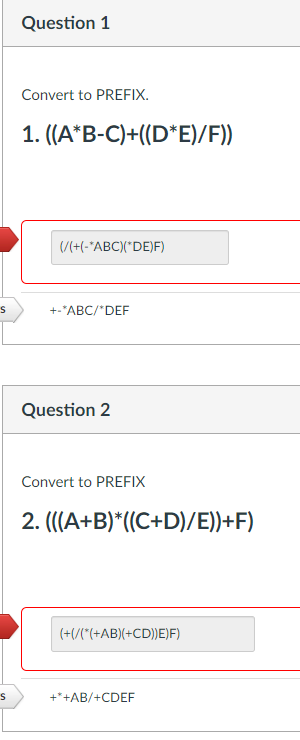 Question 1
Convert to PREFIX.
1. ((A*B-C)+((D*E)/F))
(/(+(-*ABC)(*DE)F)
s
+-*ABC/*DEF
Question 2
Convert to PREFIX
2. (((A+B)*((C+D)/E))+F)
(+(/(*(+AB)(+CD))E)F)
s
+*+AB/+CDEF